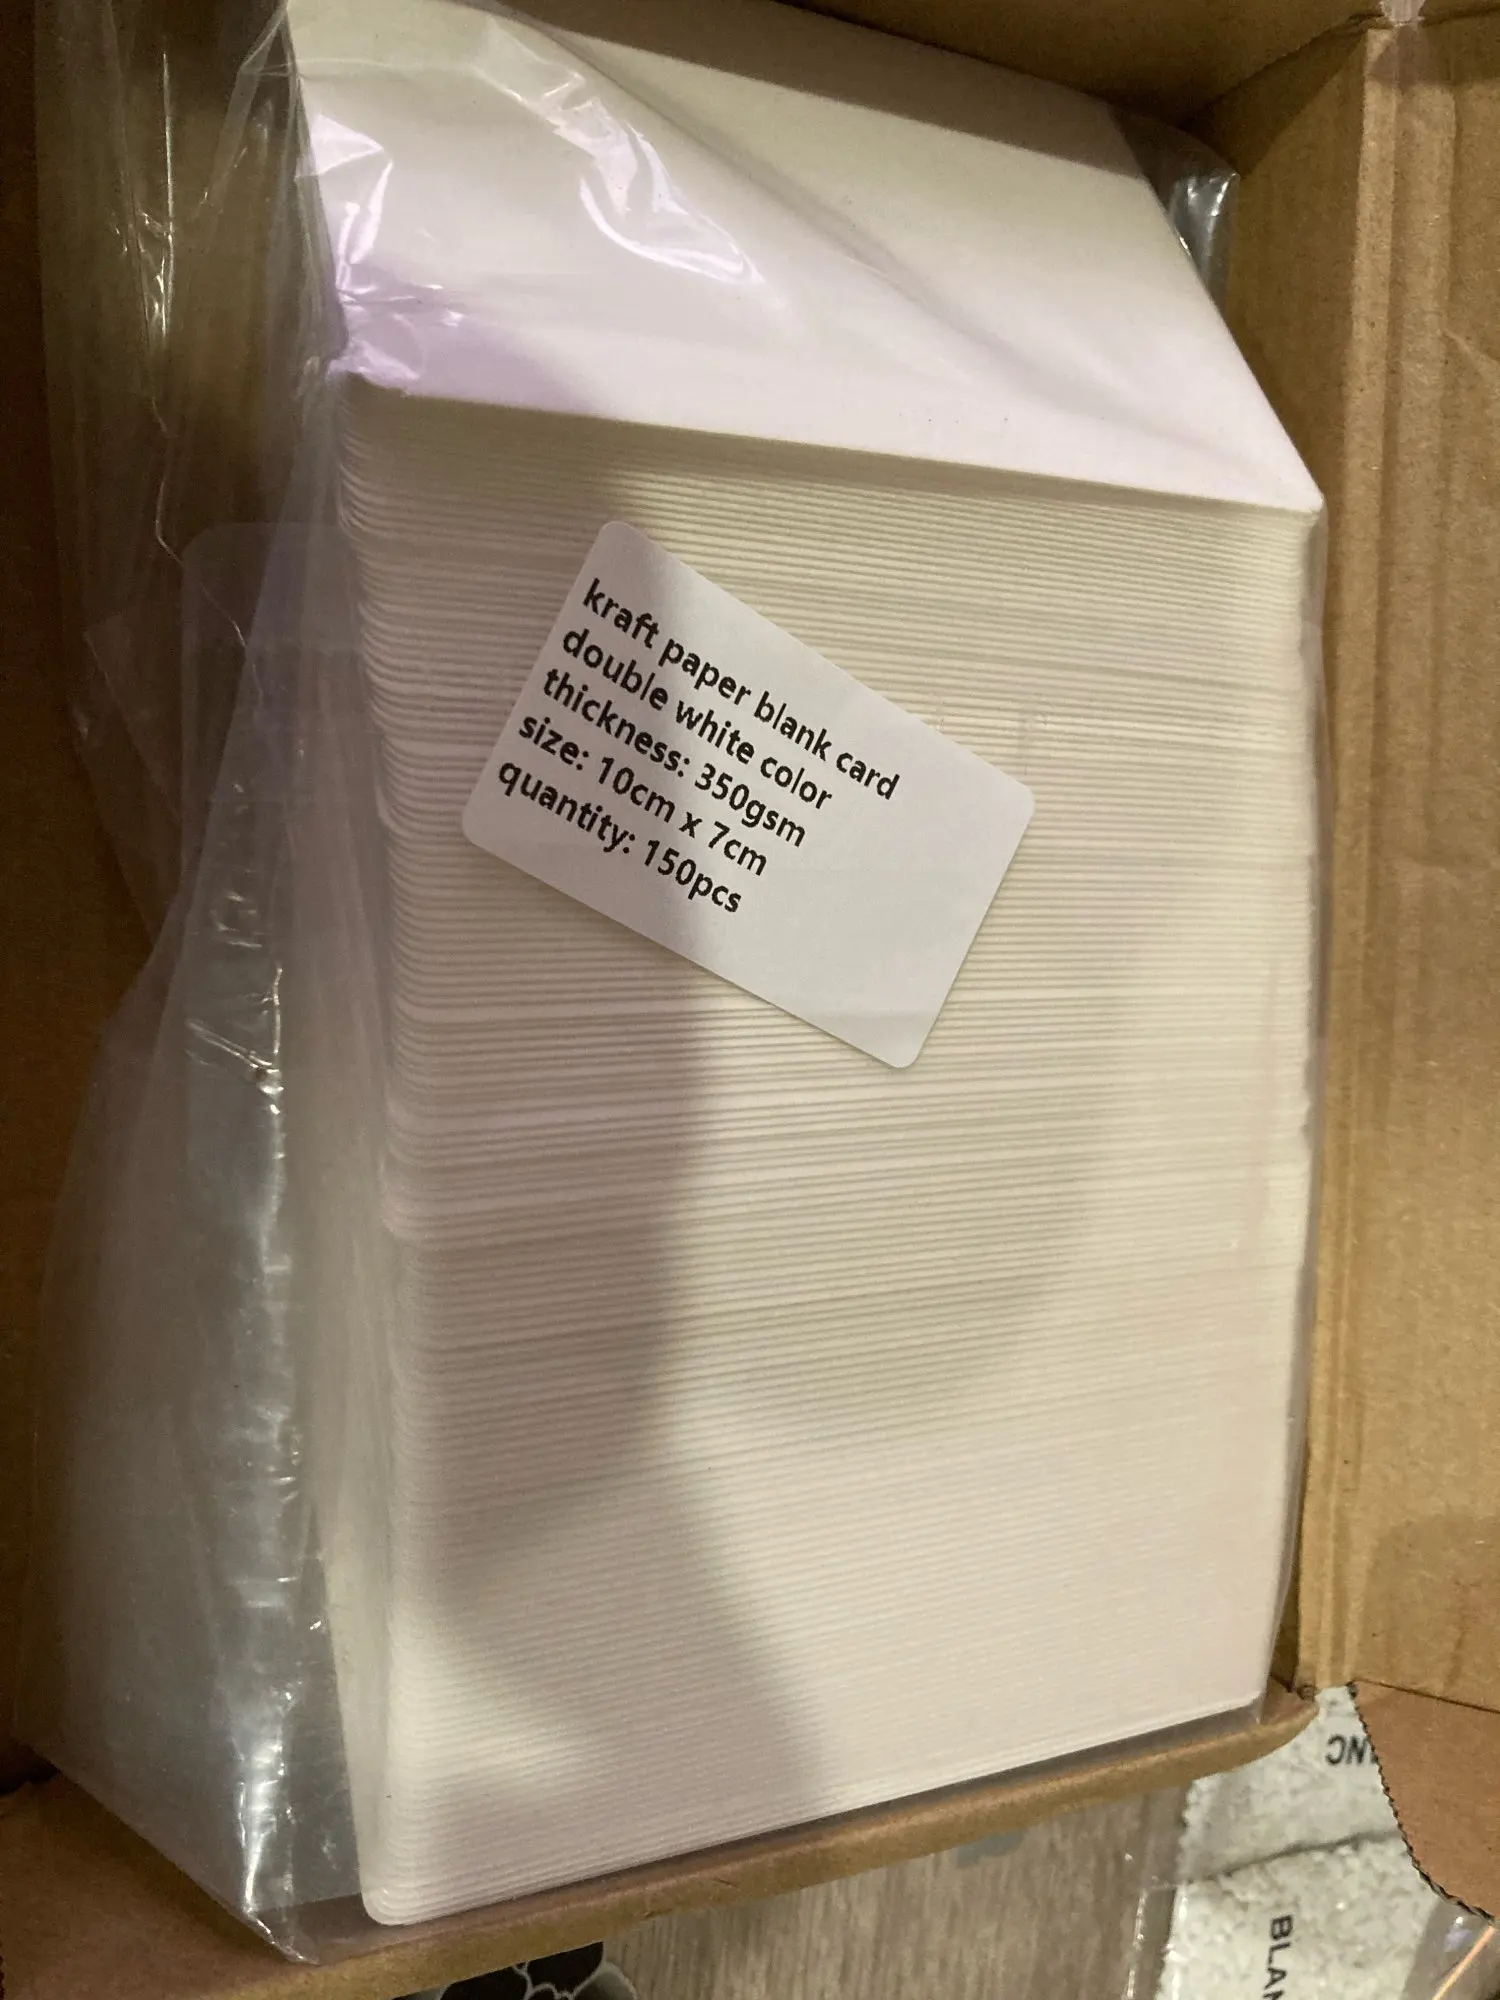 kraft paper blank card
double white color
thickness: 350gsm
size: 10cm x 7cm
quantity: 150pcs